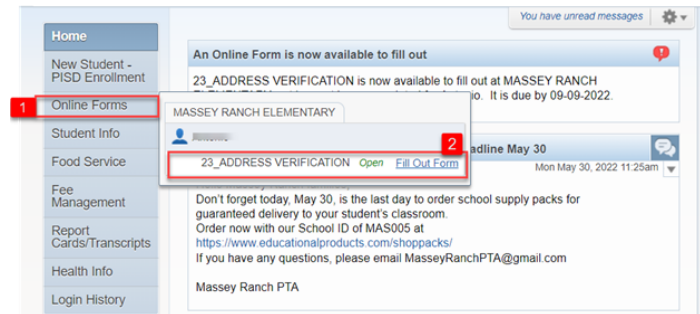 You have unread messages
Home
New Student -
PISD Enrollment
Online Forms
Student Info
Food Service
Fee
Management
Report
Cards/Transcripts
Health Info
Login History
1
An Online Form is now available to fill out
23_ADDRESS VERIFICATION is now available to fill out at MASSEY RANCH
It is due by 09-09-2022.
MASSEY RANCH ELEMENTARY
2
23_ADDRESS VERIFICATION Open Fill Out Form
May 30
Mon May 30, 2022 11:25am
Don't forget today, May 30, is the last day to order school supply packs for
guaranteed delivery to your student's classroom.
Order now with our School ID of MAS005 at
https://www.educationalproducts.com/shoppacks/
If you have any questions, please email MasseyRanchPTA@gmail.com
Massey Ranch PTA